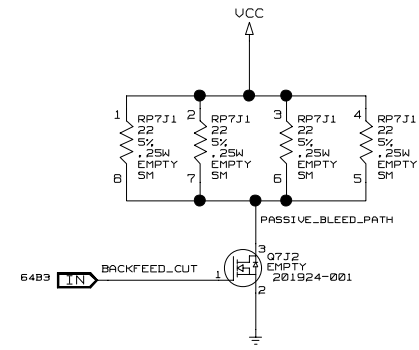 VCC
1 RP7J1 2 RP7J1 3 RP7J1 4 RP7J1
22 22 22 22
5% 5% 5% 5%
.25W .25W .25W .25W
EMPTY EMPTY EMPTY EMPTY
8 SM 7 SM 6 SM 5 SM
PASSIVE_BLEED_PATH
3 Q7J2
EMPTY
BACKFEED_CUT 1 201924-001
64B3 IN
2